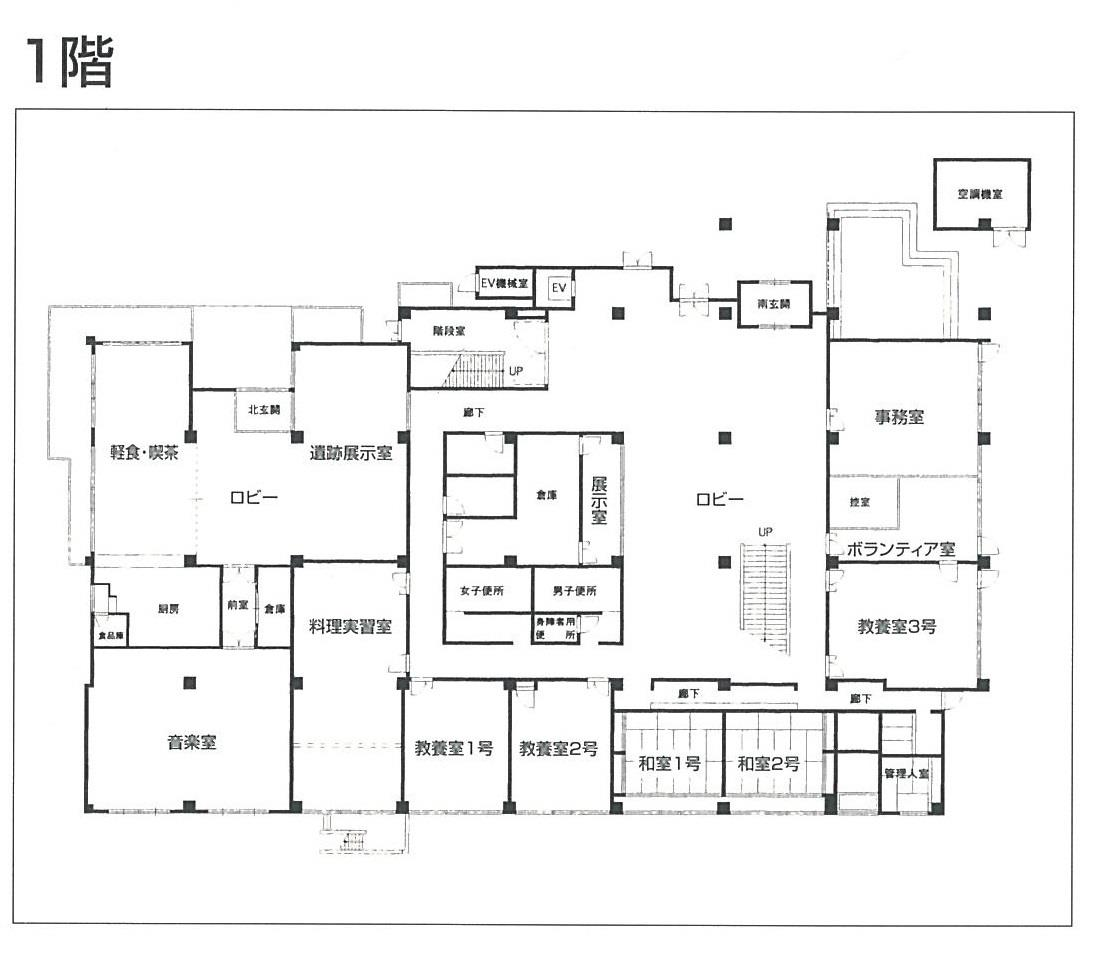 1階
空調機室
EV機械室
EV
南玄関
階段室
UP
北玄関
廊下
事務室
軽食・喫茶
遺跡展示室
ロビー
倉庫
展示室
ロビー
控室
UP
ボランティア室
女子便所
男子便所
厨房
前室
倉庫
食品庫
料理実習室
身障者用
便所
教養室3号
廊下
廊下
音楽室
教養室1号
教養室2号
和室1号
和室2号
管理人室